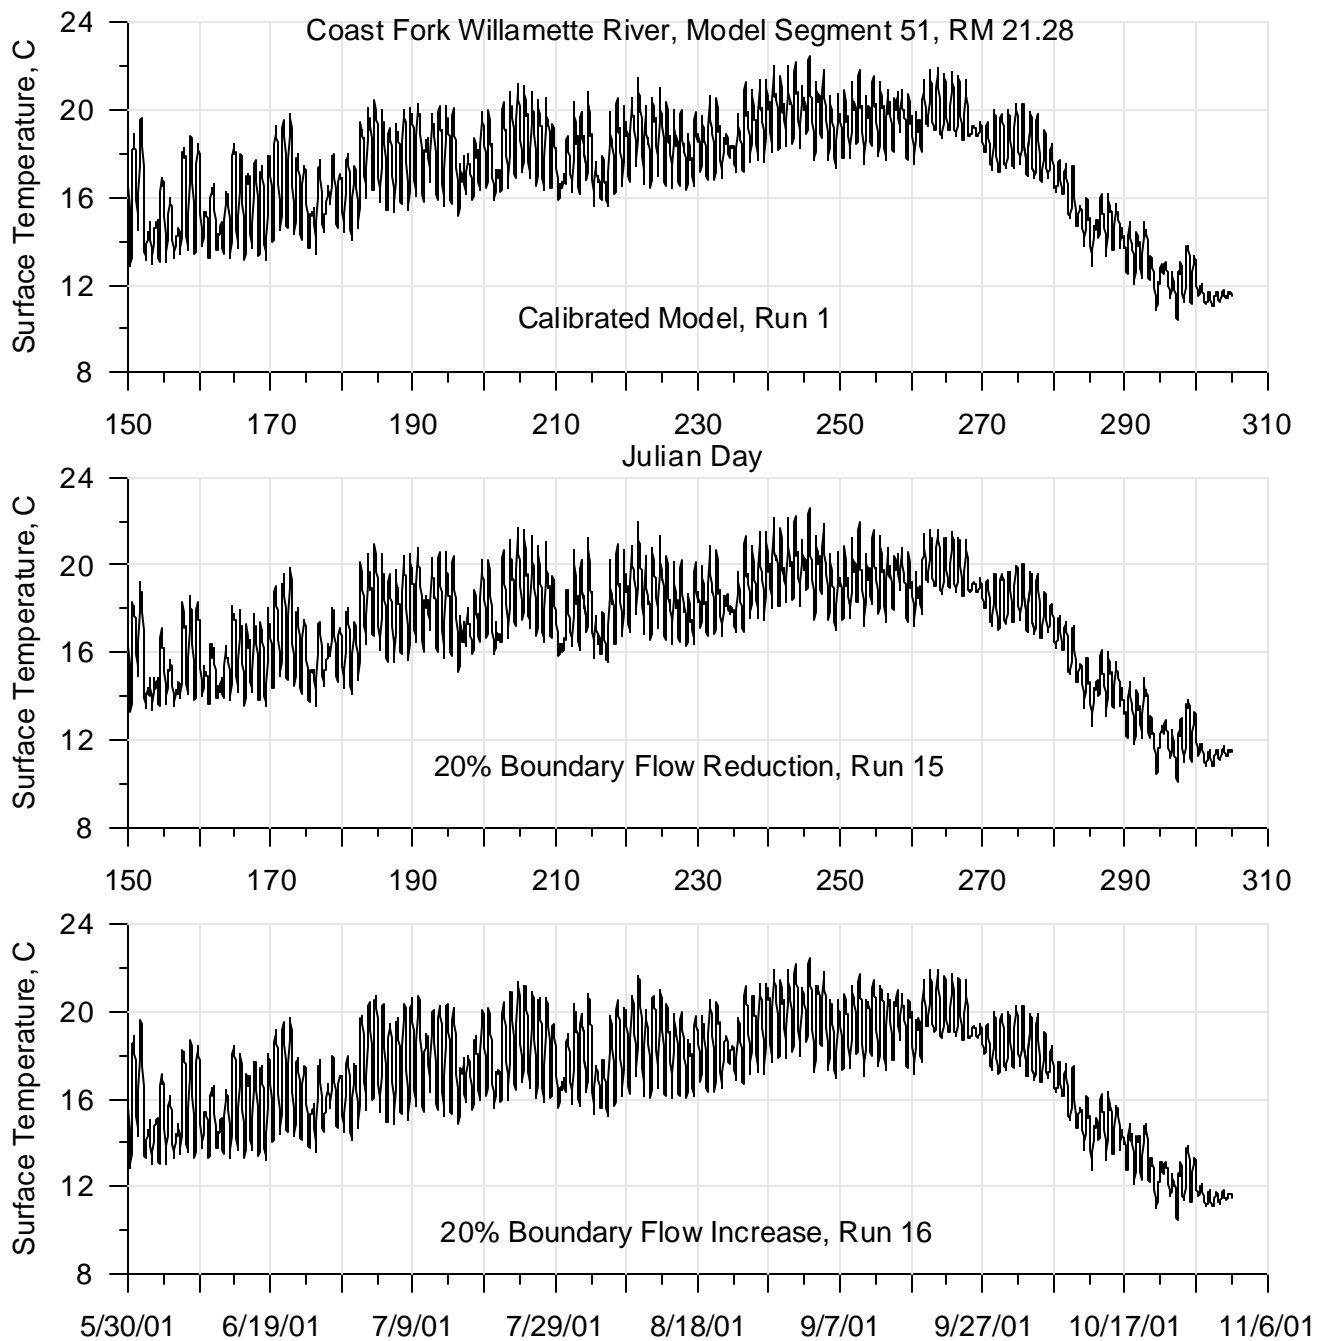 Coast Fork Willamette River, Model Segment 51, RM 21.28
Surface Temperature, C
24
20
16
12
8
Calibrated Model, Run 1
150 170 190 210 230 250 270 290 310
Julian Day
Surface Temperature, C
24
20
16
12
8
20% Boundary Flow Reduction, Run 15
150 170 190 210 230 250 270 290 310
Surface Temperature, C
24
20
16
12
8
20% Boundary Flow Increase, Run 16
5/30/01 6/19/01 7/9/01 7/29/01 8/18/01 9/7/01 9/27/01 10/17/01 11/6/01